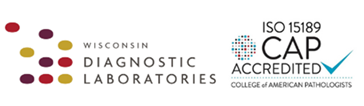 WISCONSIN
DIAGNOSTIC
LABORATORIES
ISO 15189
CAP
ACCREDITED
COLLEGE of AMERICAN PATHOLOGISTS